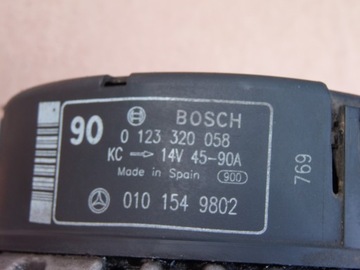 BOSCH
90 0 123 320 058
KC 14V 45-90A
Made in Spain 900
010 154 9802
769